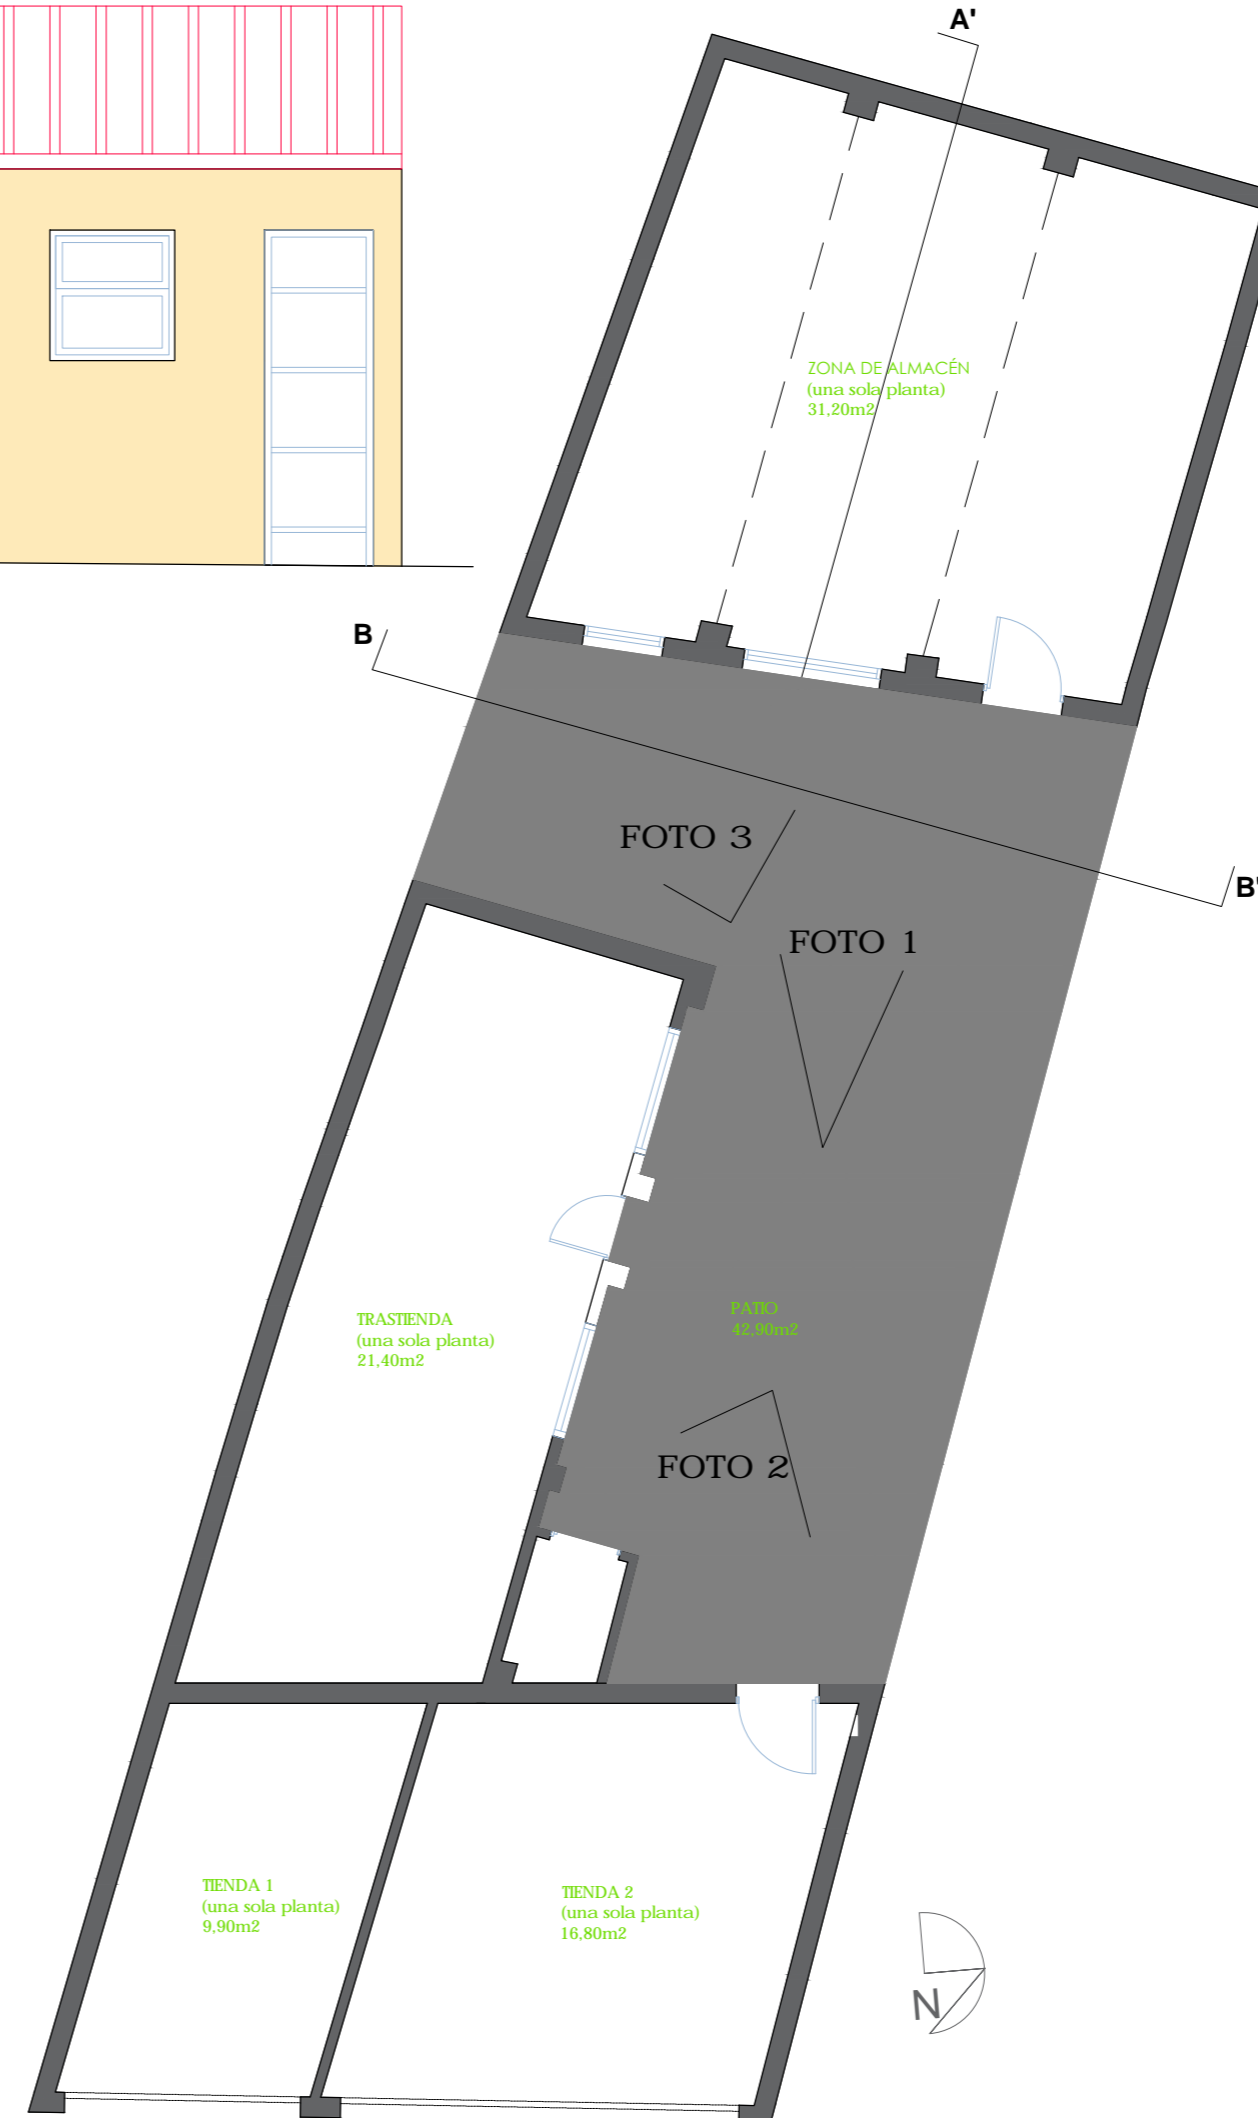 A'
ZONA DE ALMACÉN
(una sola planta)
31,20m2
B
FOTO 3
B'
FOTO 1
TRASTIENDA
(una sola planta)
21,40m2
PATIO
42,90m2
FOTO 2
TIENDA 1
(una sola planta)
9,90m2
TIENDA 2
(una sola planta)
16,80m2
N